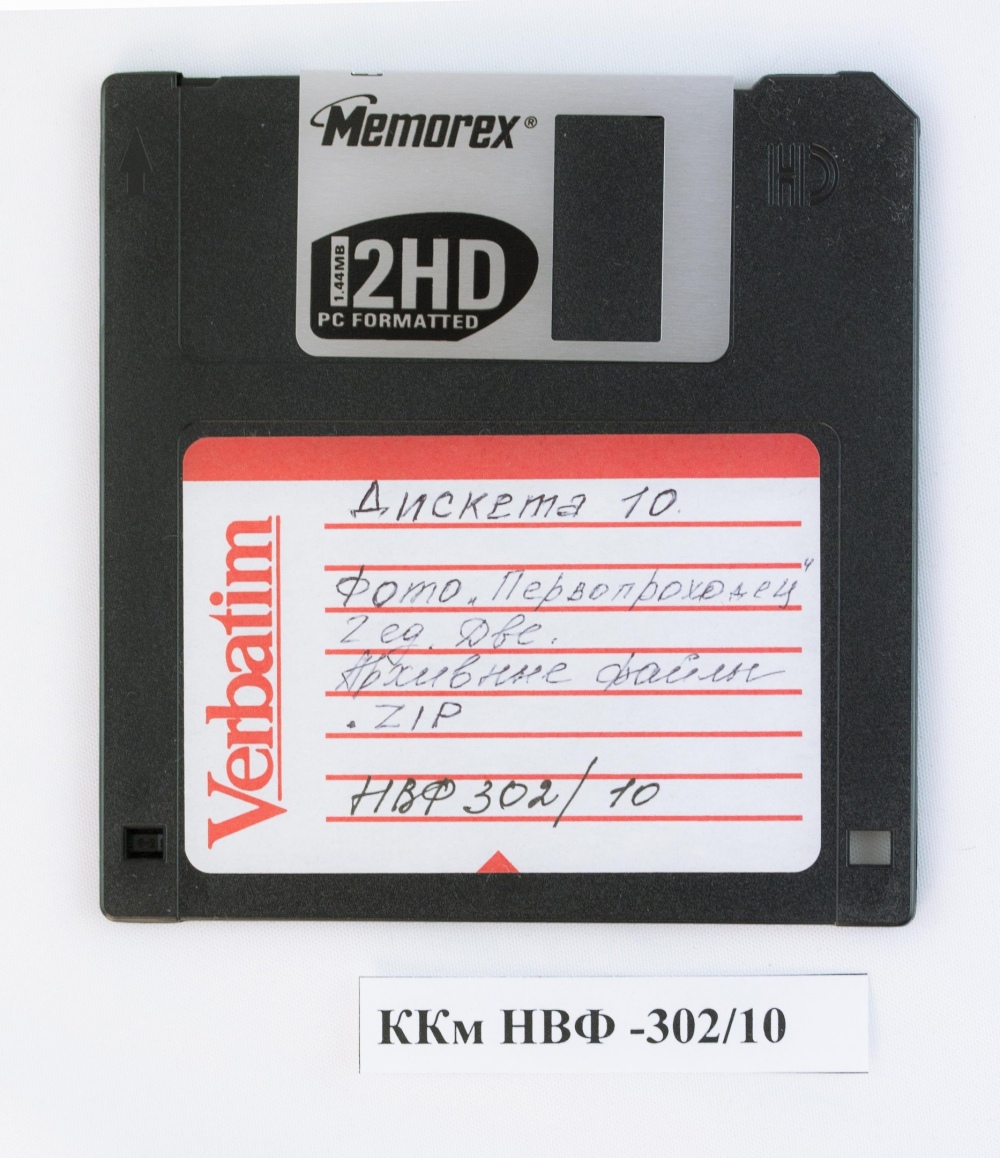 Memorex®
1.44MB
2HD
PC FORMATTED
HD
Verbatim
Дискета 10.
Фото „Первопроходец"
2 ед. Две.
Архивные файлы
.ZIP
НВФ 302/10
ККм НВФ -302/10